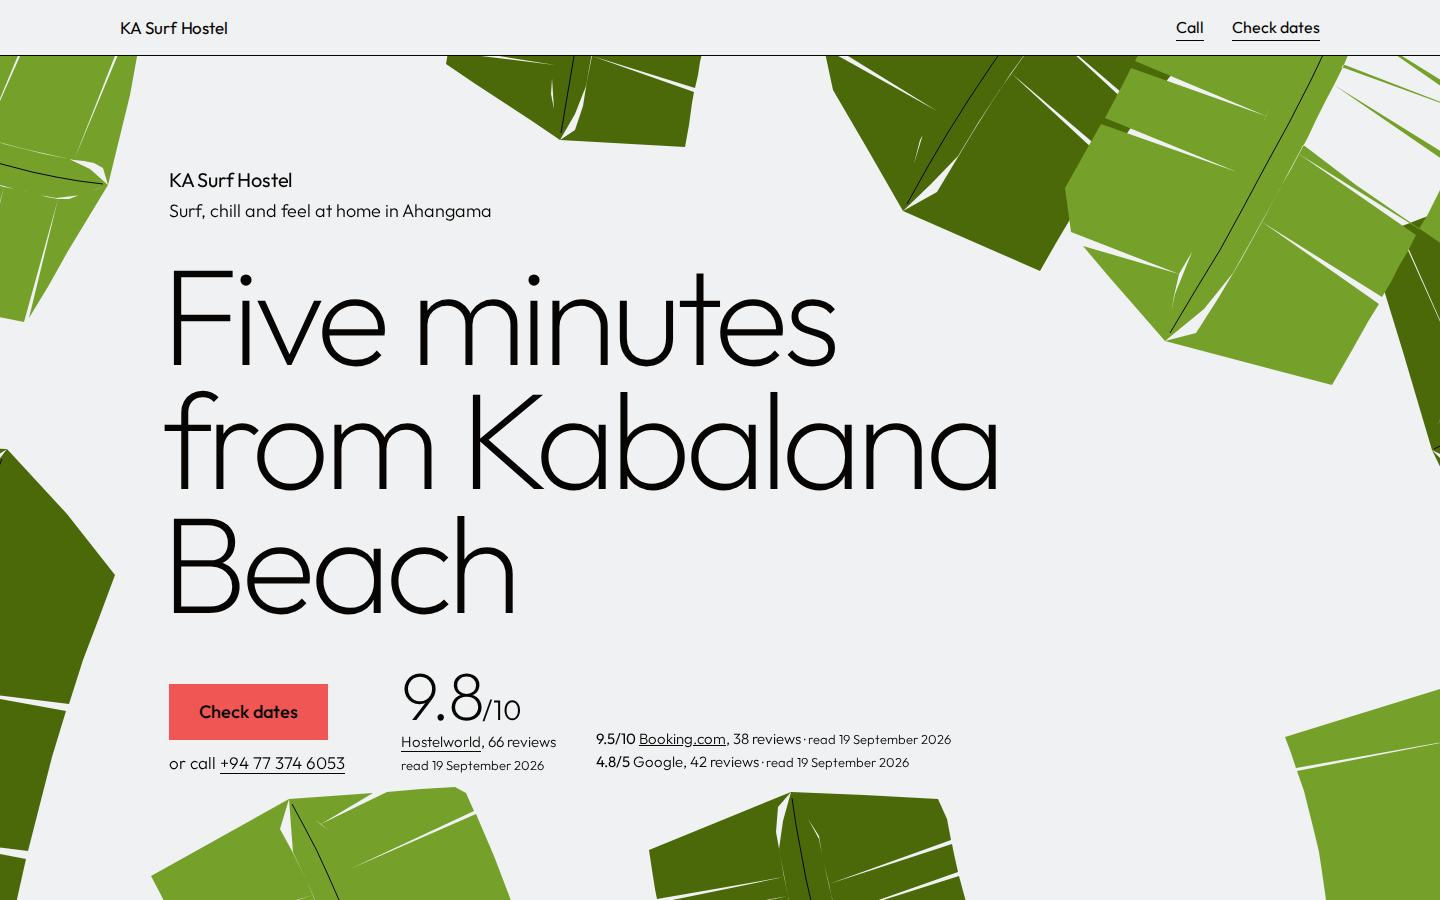 KA Surf Hostel
Call
Check dates
KA Surf Hostel
Surf, chill and feel at home in Ahangama
Five minutes
from Kabalana
Beach
Check dates
or call +94 77 374 6053
9.8/10
Hostelworld, 66 reviews
read 19 September 2026
9.5/10 Booking.com, 38 reviews · read 19 September 2026
4.8/5 Google, 42 reviews · read 19 September 2026